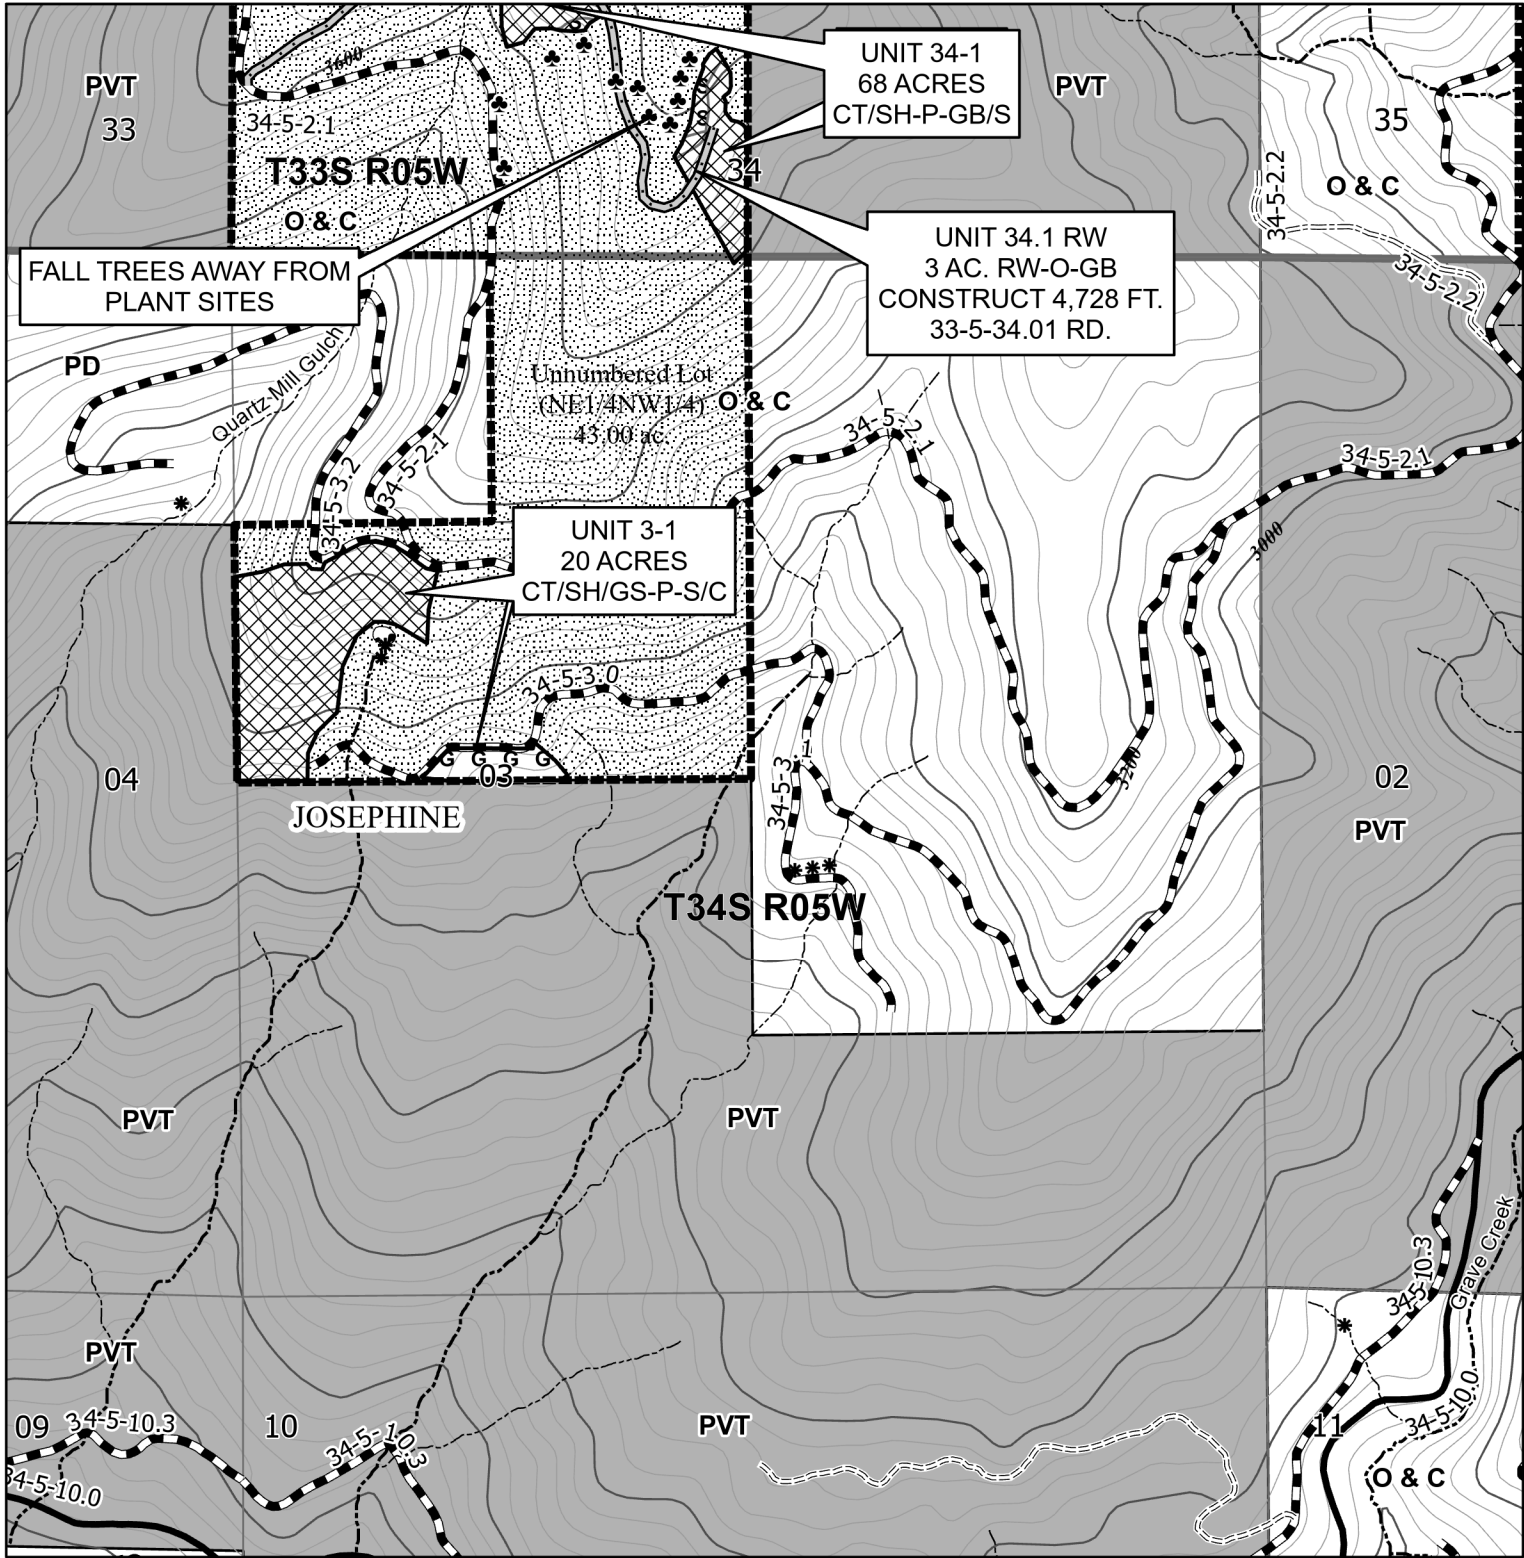 UNIT 34-1
68 ACRES
CT/SH-P-GB/S
PVT
33
3600
34-5-2.1
T33S R05W
O & C
34
S
S
S
PVT
35
O & C
34-5-2.2
34-5-2.2
FALL TREES AWAY FROM
PLANT SITES
UNIT 34.1 RW
3 AC. RW-O-GB
CONSTRUCT 4,728 FT.
33-5-34.01 RD.
PD
Quartz Mill Gulch
Unnumbered Lot
(NE1/4NW1/4)
43.00 ac.
O & C
34-5-2.1
34-5-2.1
34-5-3.2
34-5-2.1
3000
UNIT 3-1
20 ACRES
CT/SH/GS-P-S/C
34-5-3.0
G G G G
03
04
JOSEPHINE
34-5-3.1
3200
02
PVT
T34S R05W
PVT
PVT
34-5-10.3
Grave Creek
PVT
09
34-5-10.3
10
34-5-10.3
PVT
11
34-5-10.0
O & C
34-5-10.0